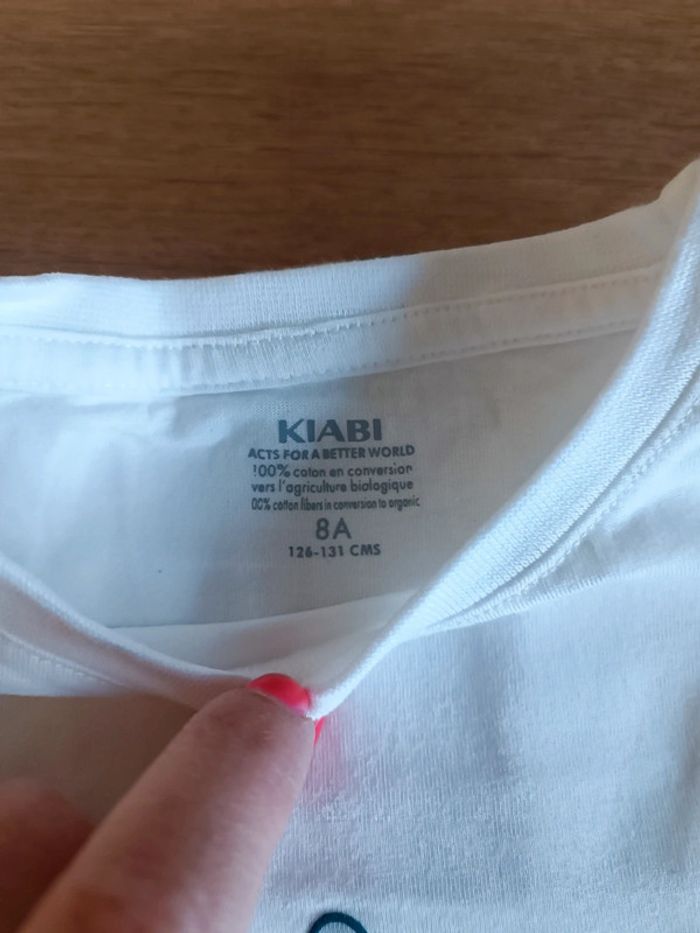 KIABI
ACTS FOR A BETTER WORLD
100% coton en conversion
vers l'agriculture biologique
00% cotton fibers in conversion to organic
8A
126-131 CMS